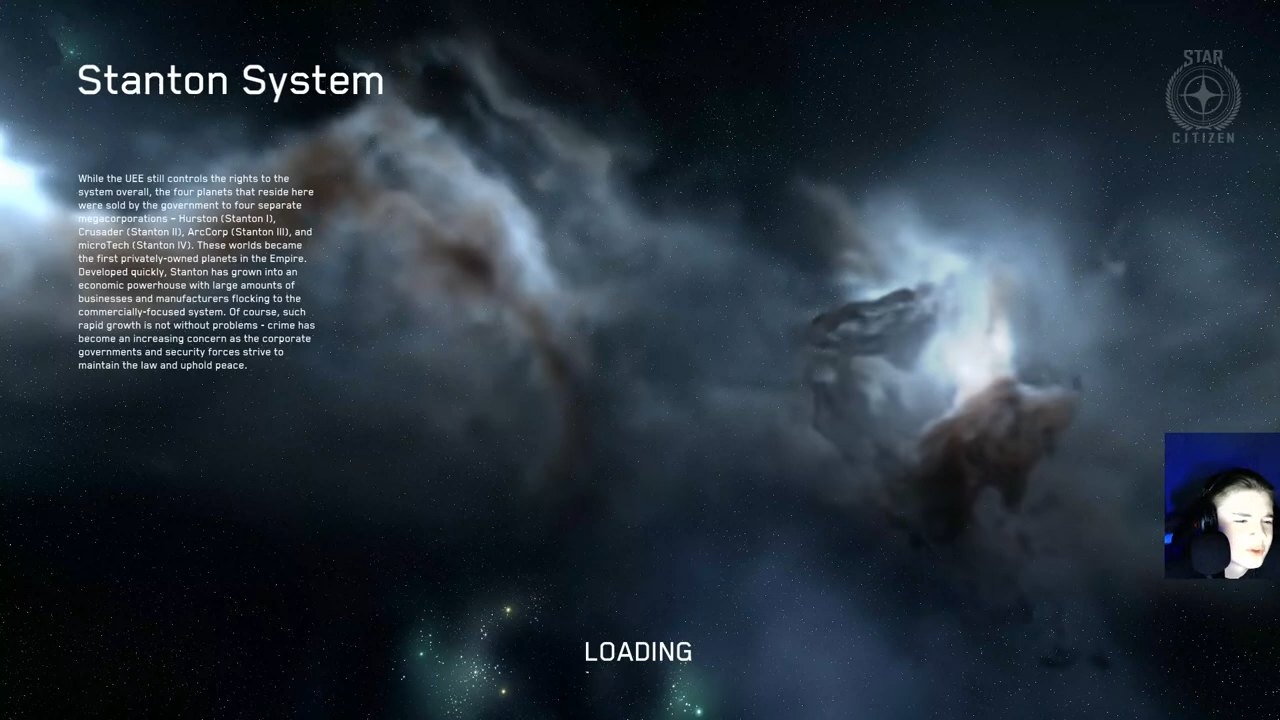 Stanton System
STAR
CITIZEN
While the UEE still controls the rights to the
system overall, the four planets that reside here
were sold by the government to four separate
megacorporations – Hurston (Stanton I),
Crusader (Stanton II), ArcCorp (Stanton III), and
microTech (Stanton IV). These worlds became
the first privately-owned planets in the Empire.
Developed quickly, Stanton has grown into an
economic powerhouse with large amounts of
businesses and manufacturers flocking to the
commercially-focused system. Of course, such
rapid growth is not without problems - crime has
become an increasing concern as the corporate
governments and security forces strive to
maintain the law and uphold peace.
LOADING